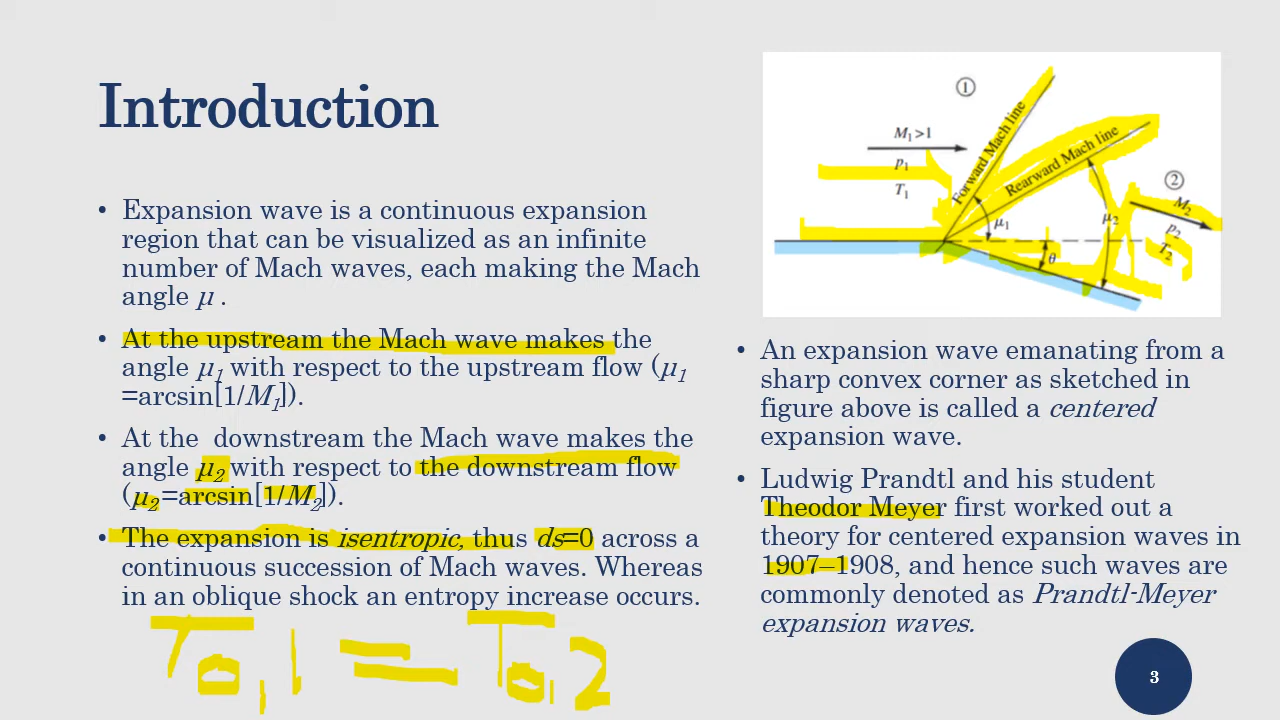 Introduction
• Expansion wave is a continuous expansion
region that can be visualized as an infinite
number of Mach waves, each making the Mach
angle μ .
• At the upstream the Mach wave makes the
angle μ1 with respect to the upstream flow (μ1
=arcsin[1/M1]).
• At the downstream the Mach wave makes the
angle μ2 with respect to the downstream flow
(μ2=arcsin[1/M2]).
• The expansion is isentropic, thus ds=0 across a
continuous succession of Mach waves. Whereas
in an oblique shock an entropy increase occurs.
To,1 = To,2
①
M1>1
p1
T1
Forward Mach line
Rearward Mach line
②
M2
p2
T2
μ1
μ2
θ
• An expansion wave emanating from a
sharp convex corner as sketched in
figure above is called a centered
expansion wave.
• Ludwig Prandtl and his student
Theodor Meyer first worked out a
theory for centered expansion waves in
1907–1908, and hence such waves are
commonly denoted as Prandtl-Meyer
expansion waves.
3